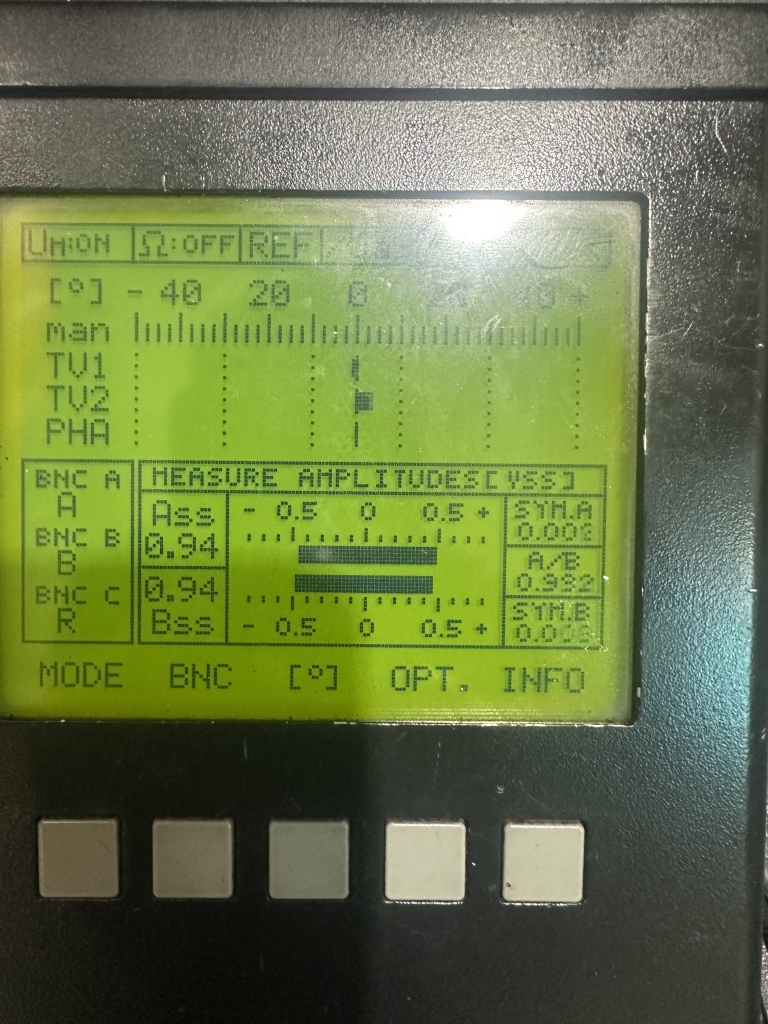 UM:ON Ω:OFF REF
[°] - 40 20 0 20 40 +
man
TV1
TV2
PHA
BNC A
A
BNC B
B
BNC C
R
MEASURE AMPLITUDES[VSS]
Ass
0.94
0.94
Bss
- 0.5 0 0.5 +
- 0.5 0 0.5 +
SYM.A
A/B
SYM.B
MODE BNC [°] OPT. INFO